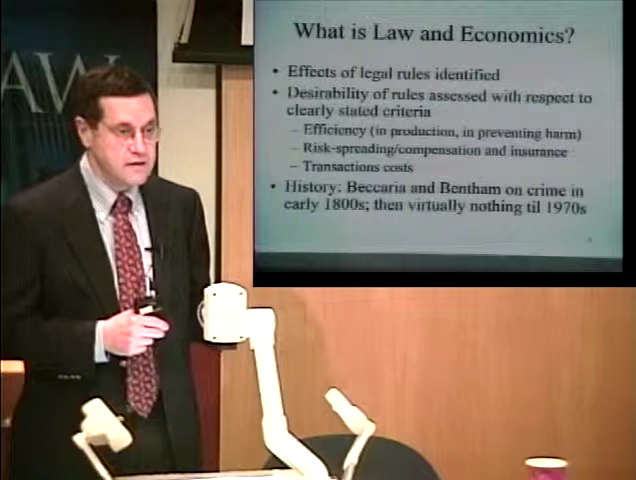 AW
What is Law and Economics?
• Effects of legal rules identified
• Desirability of rules assessed with respect to
clearly stated criteria
– Efficiency (in production, in preventing harm)
– Risk-spreading/compensation and insurance
– Transactions costs
• History: Beccaria and Bentham on crime in
early 1800s; then virtually nothing til 1970s